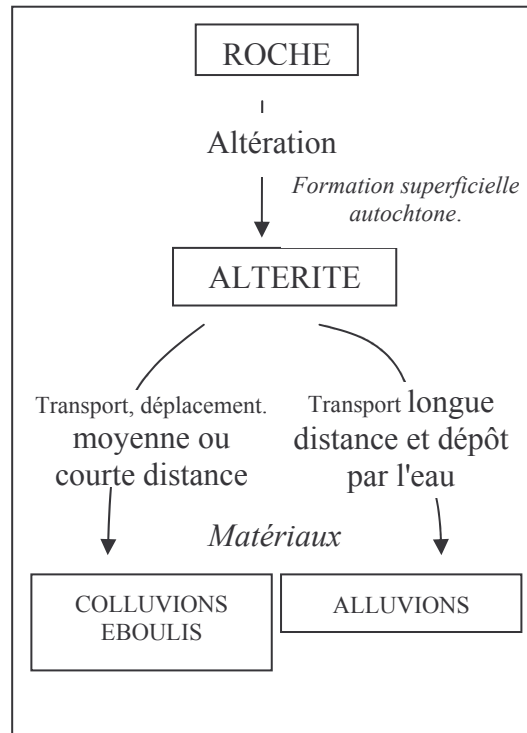 ROCHE
Altération
Formation superficielle
autochtone.
ALTERITE
Transport, déplacement.
moyenne ou
courte distance
Transport longue
distance et dépôt
par l'eau
Matériaux
COLLUVIONS
EBOULIS
ALLUVIONS